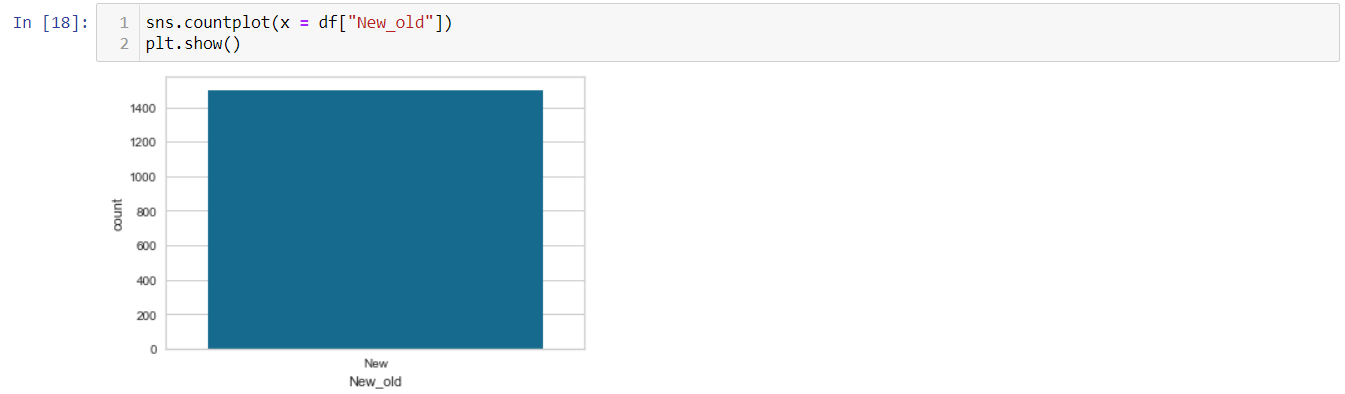 In [18]:
1 sns.countplot(x = df["New_old"])
2 plt.show()
1400
1200
1000
800
600
400
200
0
count
New
New_old